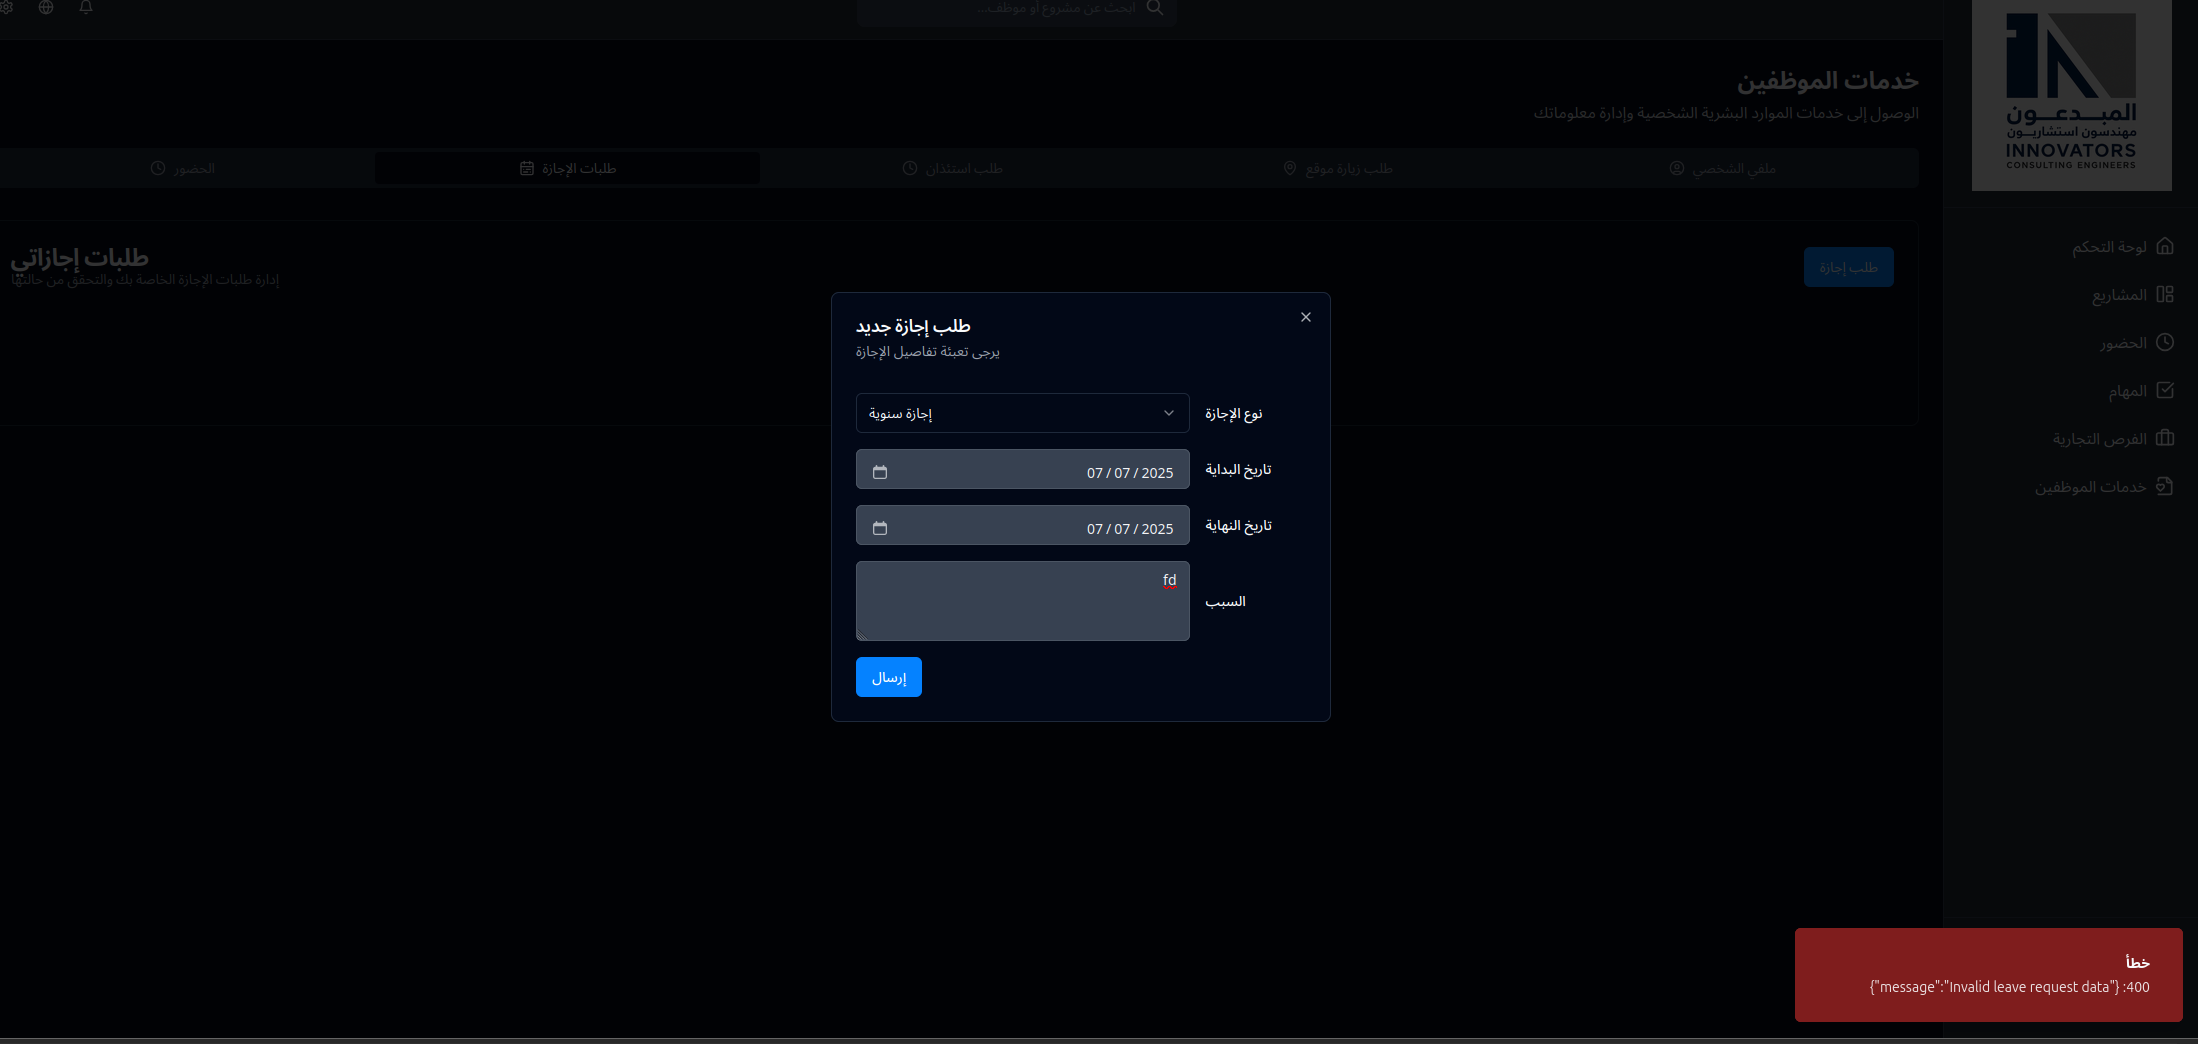 ابحث عن مشروع أو موظف...
المبدعون
مهندسون استشاريون
INNOVATORS
CONSULTING ENGINEERS
لوحة التحكم
المشاريع
الحضور
المهام
الفرص التجارية
خدمات الموظفين
خدمات الموظفين
الوصول إلى خدمات الموارد البشرية الشخصية وإدارة معلوماتك
ملفي الشخصي
طلب زيارة موقع
طلب استئذان
طلبات الإجازة
الحضور
طلب إجازة
طلبات إجازاتي
إدارة طلبات الإجازة الخاصة بك والتحقق من حالتها
طلب إجازة جديد
يرجى تعبئة تفاصيل الإجازة
نوع الإجازة
إجازة سنوية
تاريخ البداية
07 / 07 / 2025
تاريخ النهاية
07 / 07 / 2025
السبب
fd
إرسال
خطأ
400: {"message":"Invalid leave request data"}